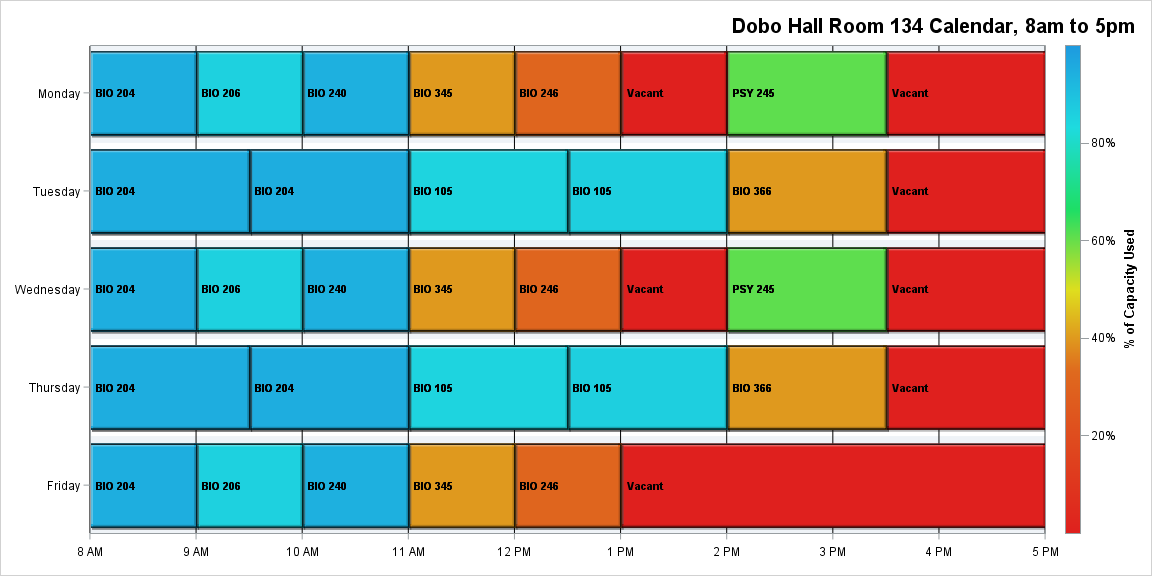 Dobo Hall Room 134 Calendar, 8am to 5pm
Monday BIO 204 BIO 206 BIO 240 BIO 345 BIO 246 Vacant PSY 245 Vacant
80%
Tuesday BIO 204 BIO 204 BIO 105 BIO 105 BIO 366 Vacant
60%
Wednesday BIO 204 BIO 206 BIO 240 BIO 345 BIO 246 Vacant PSY 245 Vacant
% of Capacity Used
40%
Thursday BIO 204 BIO 204 BIO 105 BIO 105 BIO 366 Vacant
20%
Friday BIO 204 BIO 206 BIO 240 BIO 345 BIO 246 Vacant
8 AM 9 AM 10 AM 11 AM 12 PM 1 PM 2 PM 3 PM 4 PM 5 PM